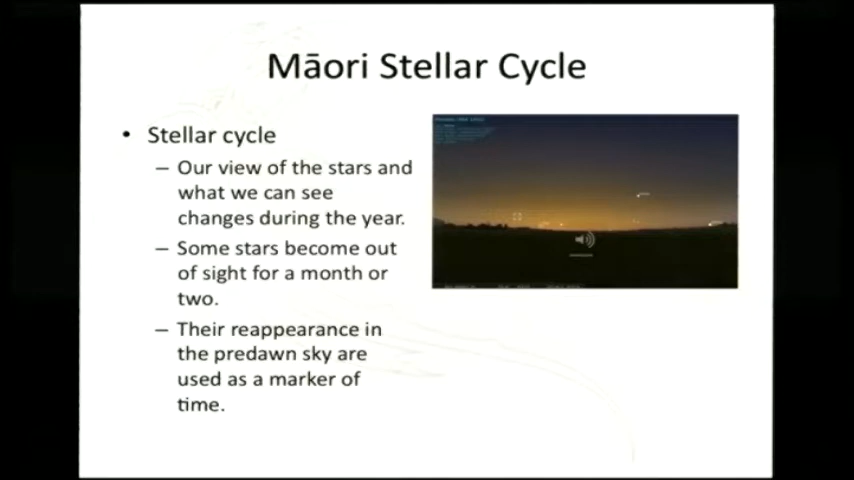 Māori Stellar Cycle
• Stellar cycle
– Our view of the stars and
what we can see
changes during the year.
– Some stars become out
of sight for a month or
two.
– Their reappearance in
the predawn sky are
used as a marker of
time.